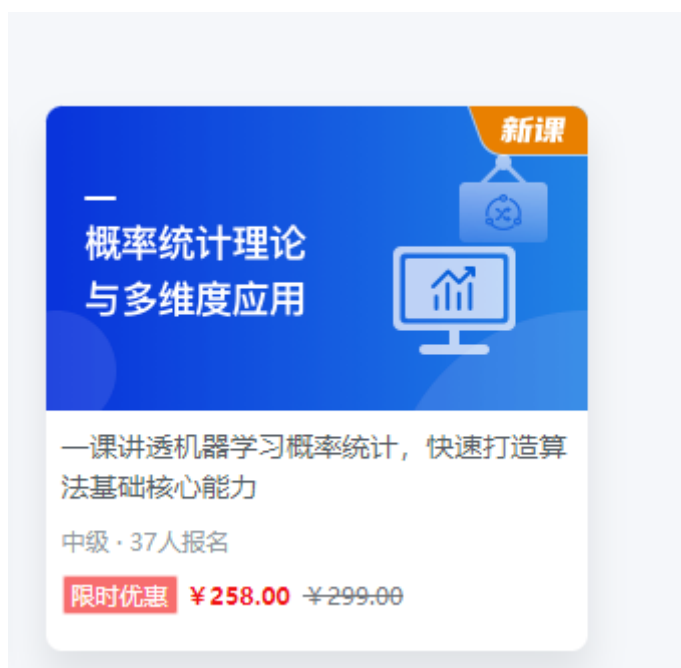 新课
概率统计理论
与多维度应用
一课讲透机器学习概率统计，快速打造算
法基础核心能力
中级 · 37人报名
限时优惠 ￥258.00 ￥299.00